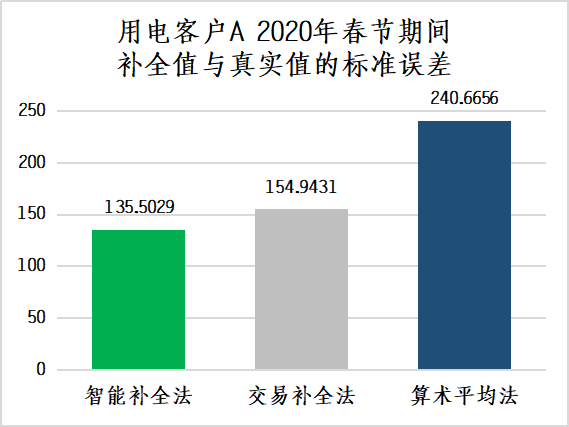 用电客户A 2020年春节期间
补全值与真实值的标准误差
250
200
150
100
50
0
135.5029
154.9431
240.6656
智能补全法
交易补全法
算术平均法